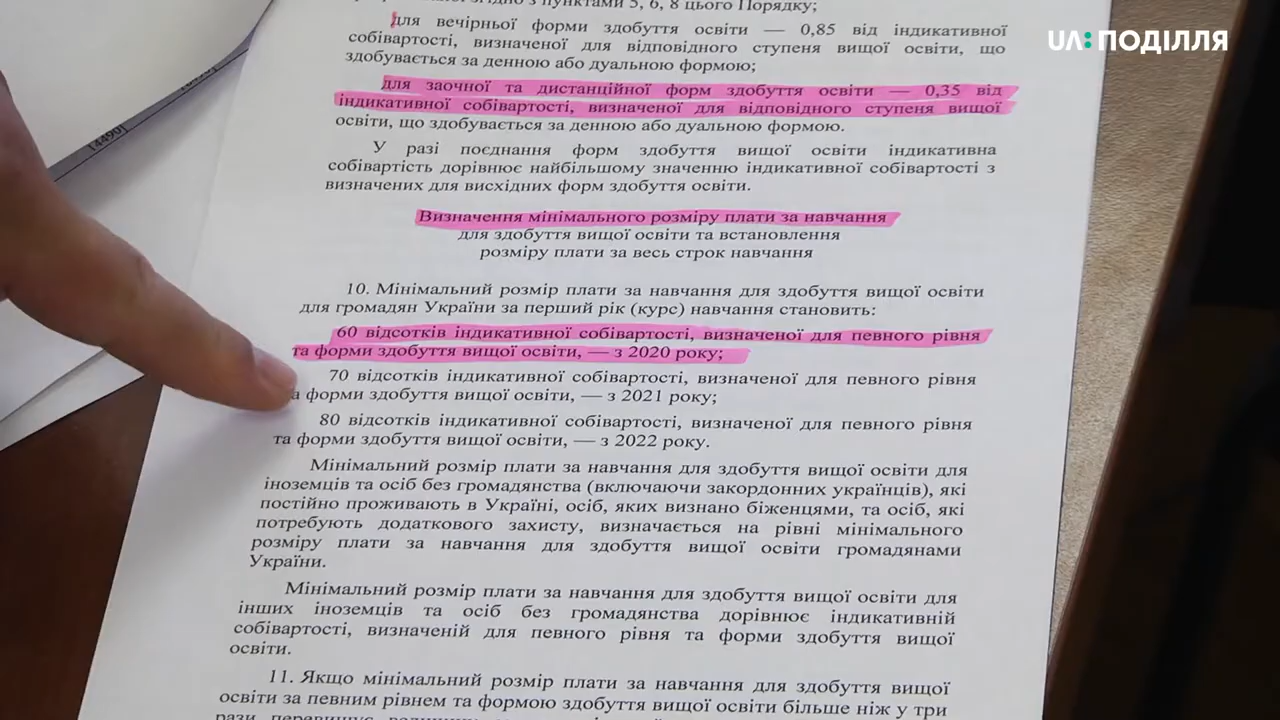 згідно з пунктами 5, 6, 8 цього Порядку;
для вечірньої форми здобуття освіти — 0,85 від індикативної
собівартості, визначеної для відповідного ступеня вищої освіти, що
здобувається за денною або дуальною формою;
для заочної та дистанційної форм здобуття освіти — 0,35 від
індикативної собівартості, визначеної для відповідного ступеня вищої
освіти, що здобувається за денною або дуальною формою.
У разі поєднання форм здобуття вищої освіти індикативна
собівартість дорівнює найбільшому значенню індикативної собівартості з
визначених для висхідних форм здобуття освіти.
Визначення мінімального розміру плати за навчання
для здобуття вищої освіти та встановлення
розміру плати за весь строк навчання
10. Мінімальний розмір плати за навчання для здобуття вищої освіти
для громадян України за перший рік (курс) навчання становить:
60 відсотків індикативної собівартості, визначеної для певного рівня
та форми здобуття вищої освіти, — з 2020 року;
70 відсотків індикативної собівартості, визначеної для певного рівня
а форми здобуття вищої освіти, — з 2021 року;
80 відсотків індикативної собівартості, визначеної для певного рівня
та форми здобуття вищої освіти, — з 2022 року.
Мінімальний розмір плати за навчання для здобуття вищої освіти для
іноземців та осіб без громадянства (включаючи закордонних українців), які
постійно проживають в Україні, осіб, яких визнано біженцями, та осіб, які
потребують додаткового захисту, визначається на рівні мінімального
розміру плати за навчання для здобуття вищої освіти громадянами
України.
Мінімальний розмір плати за навчання для здобуття вищої освіти для
інших іноземців та осіб без громадянства дорівнює індикативній
собівартості, визначеній для певного рівня та форми здобуття вищої
освіти.
11. Якщо мінімальний розмір плати за навчання для здобуття вищої
освіти за певним рівнем та формою здобуття вищої освіти більше ніж у три
рази перевищує
UA: ПОДІЛЛЯ